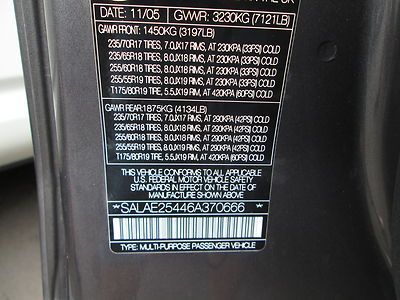 DATE: 11/05 GVWR: 3230KG (7121LB)
GAWR FRONT: 1450KG (3197LB)
235/70R17 TIRES, 7.0JX17 RIMS, AT 230KPA (33PSI) COLD
235/65R18 TIRES, 8.0JX18 RIMS, AT 230KPA (33PSI) COLD
255/60R18 TIRES, 8.0JX18 RIMS, AT 230KPA (33PSI) COLD
255/55R19 TIRES, 8.0JX19 RIMS, AT 230KPA (33PSI) COLD
T175/80R19 TIRE, 5.5JX19 RIM, AT 420KPA (60PSI) COLD
GAWR REAR: 1875KG (4134LB)
235/70R17 TIRES, 7.0JX17 RIMS, AT 290KPA (42PSI) COLD
235/65R18 TIRES, 8.0JX18 RIMS, AT 290KPA (42PSI) COLD
255/60R18 TIRES, 8.0JX18 RIMS, AT 290KPA (42PSI) COLD
255/55R19 TIRES, 8.0JX19 RIMS, AT 290KPA (42PSI) COLD
T175/80R19 TIRE, 5.5JX19 RIM, AT 420KPA (60PSI) COLD
THIS VEHICLE CONFORMS TO ALL APPLICABLE
U.S. FEDERAL MOTOR VEHICLE SAFETY
STANDARDS IN EFFECT ON THE DATE OF
MANUFACTURE SHOWN ABOVE
*SALAE25446A370666*
TYPE: MULTI-PURPOSE PASSENGER VEHICLE